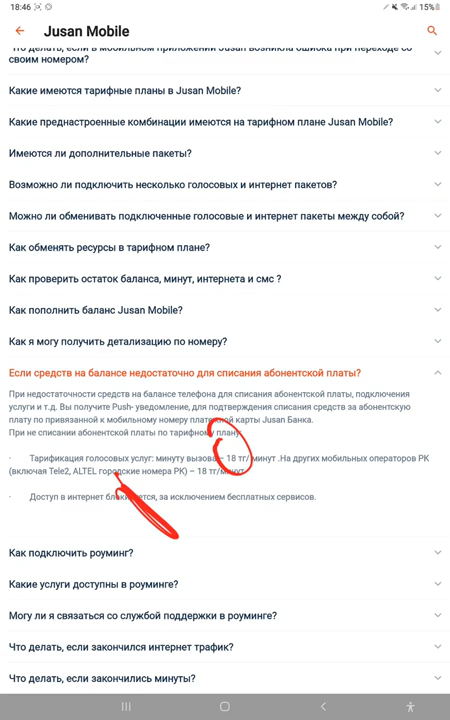 18:46
15%
Jusan Mobile
Что делать, если в мобильном приложении Jusan возникла ошибка при переходе со
своим номером?
Какие имеются тарифные планы в Jusan Mobile?
Какие преднастроенные комбинации имеются на тарифном плане Jusan Mobile?
Имеются ли дополнительные пакеты?
Возможно ли подключить несколько голосовых и интернет пакетов?
Можно ли обменивать подключенные голосовые и интернет пакеты между собой?
Как обменять ресурсы в тарифном плане?
Как проверить остаток баланса, минут, интернета и смс ?
Как пополнить баланс Jusan Mobile?
Как я могу получить детализацию по номеру?
Если средств на балансе недостаточно для списания абонентской платы?
При недостаточности средств на балансе телефона для списания абонентской платы, подключения
услуги и т.д. Вы получите Push- уведомление, для подтверждения списания средств за абонентскую
плату по привязанной к мобильному номеру платежной карты Jusan Банка.
При не списании абонентской платы по тарифному плану:
· Тарификация голосовых услуг: минуту вызова – 18 тг/ минут .На других мобильных операторов РК
(включая Tele2, ALTEL городские номера РК) – 18 тг/минут
· Доступ в интернет блокируется, за исключением бесплатных сервисов.
Как подключить роуминг?
Какие услуги доступны в роуминге?
Могу ли я связаться со службой поддержки в роуминге?
Что делать, если закончился интернет трафик?
Что делать, если закончились минуты?